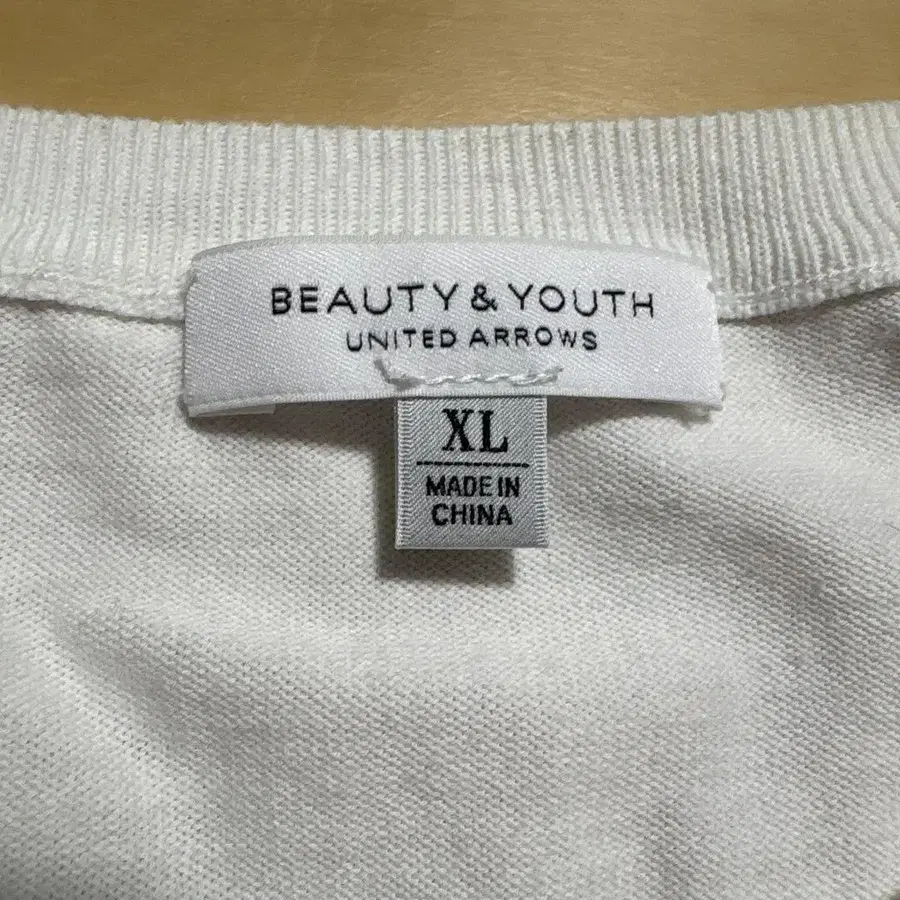 BEAUTY & YOUTH
UNITED ARROWS
XL
MADE IN
CHINA